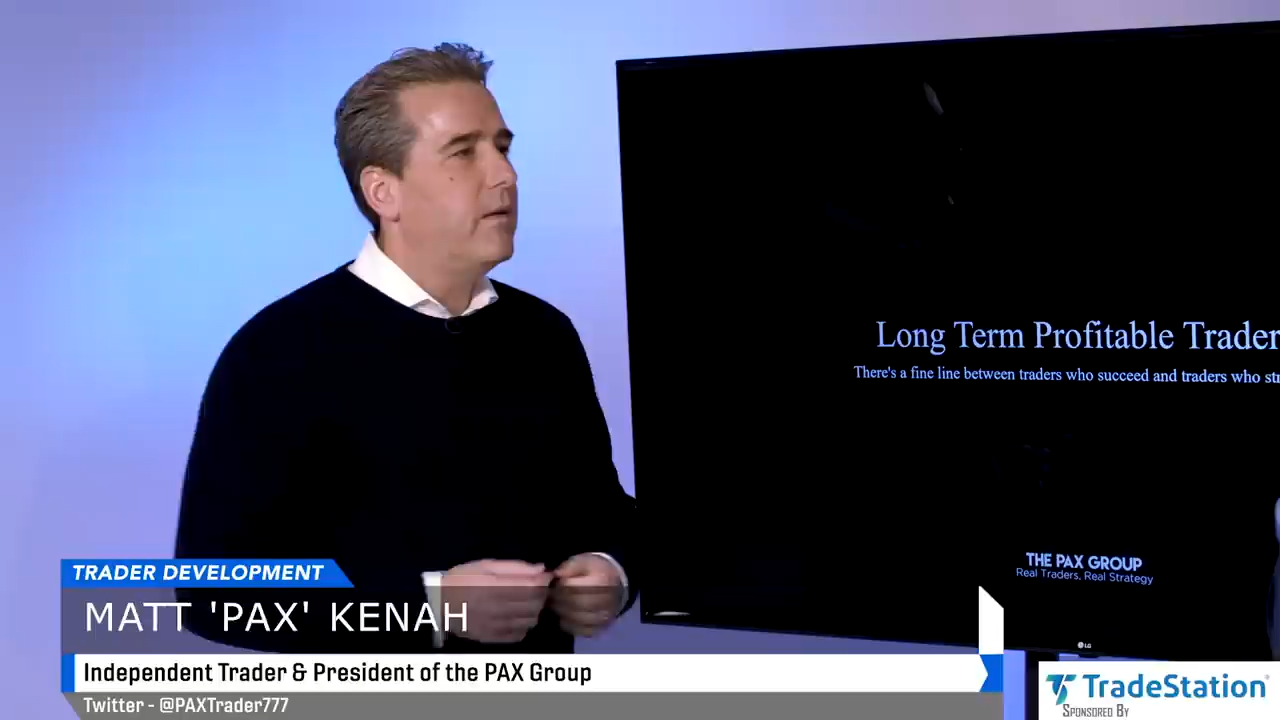 Long Term Profitable Trader
There's a fine line between traders who succeed and traders who str
THE PAX GROUP
Real Traders, Real Strategy
LG
TRADER DEVELOPMENT
MATT 'PAX' KENAH
Independent Trader & President of the PAX Group
Twitter - @PAXTrader777
TradeStation®
SPONSORED BY